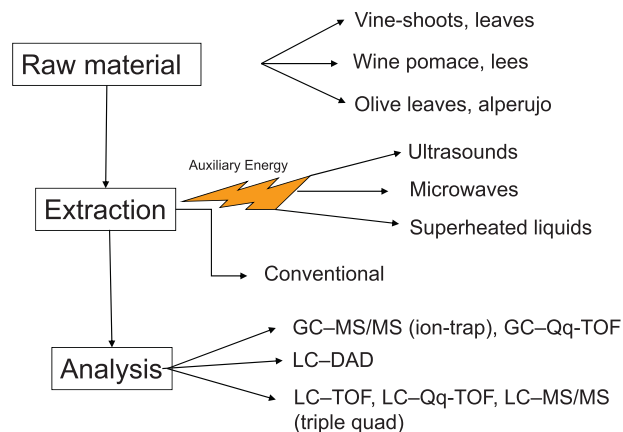 Vine-shoots, leaves
Raw material
Wine pomace, lees
Olive leaves, alperujo
Auxiliary Energy
Ultrasounds
Microwaves
Extraction
Superheated liquids
Conventional
GC–MS/MS (ion-trap), GC–Qq-TOF
LC–DAD
Analysis
LC–TOF, LC–Qq-TOF, LC–MS/MS
(triple quad)